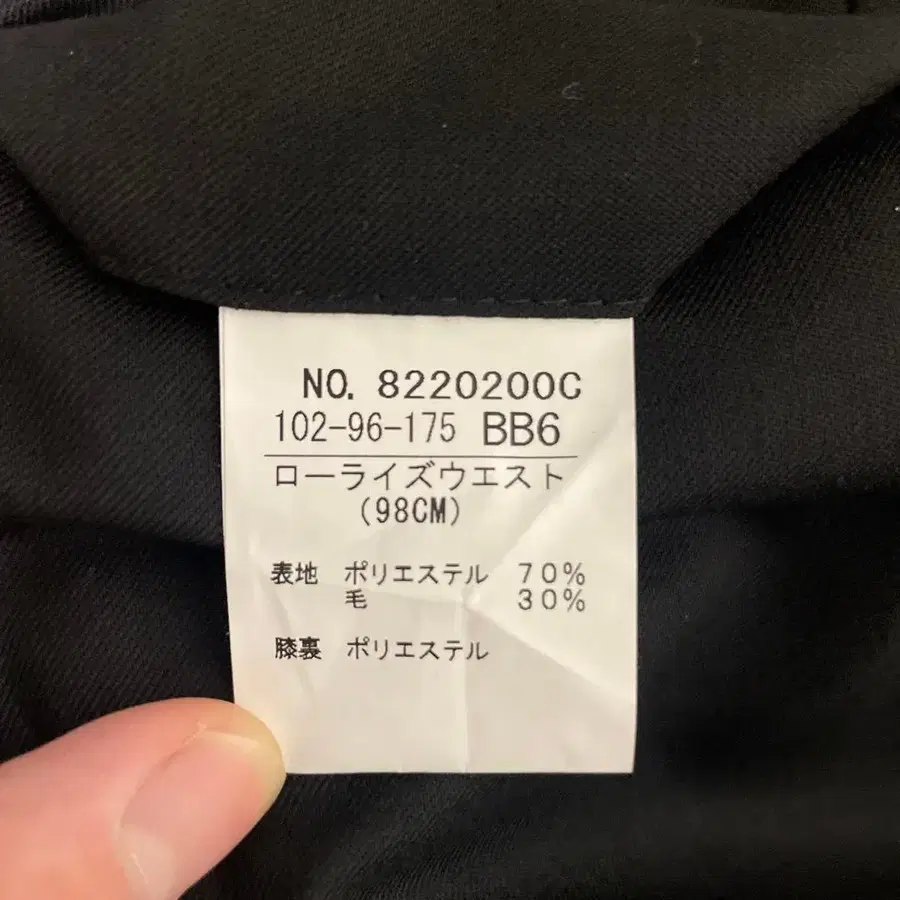 NO. 8220200C
102-96-175 BB6
ローライズウエスト
(98CM)
表地 ポリエステル 70%
毛 30%
膝裏 ポリエステル